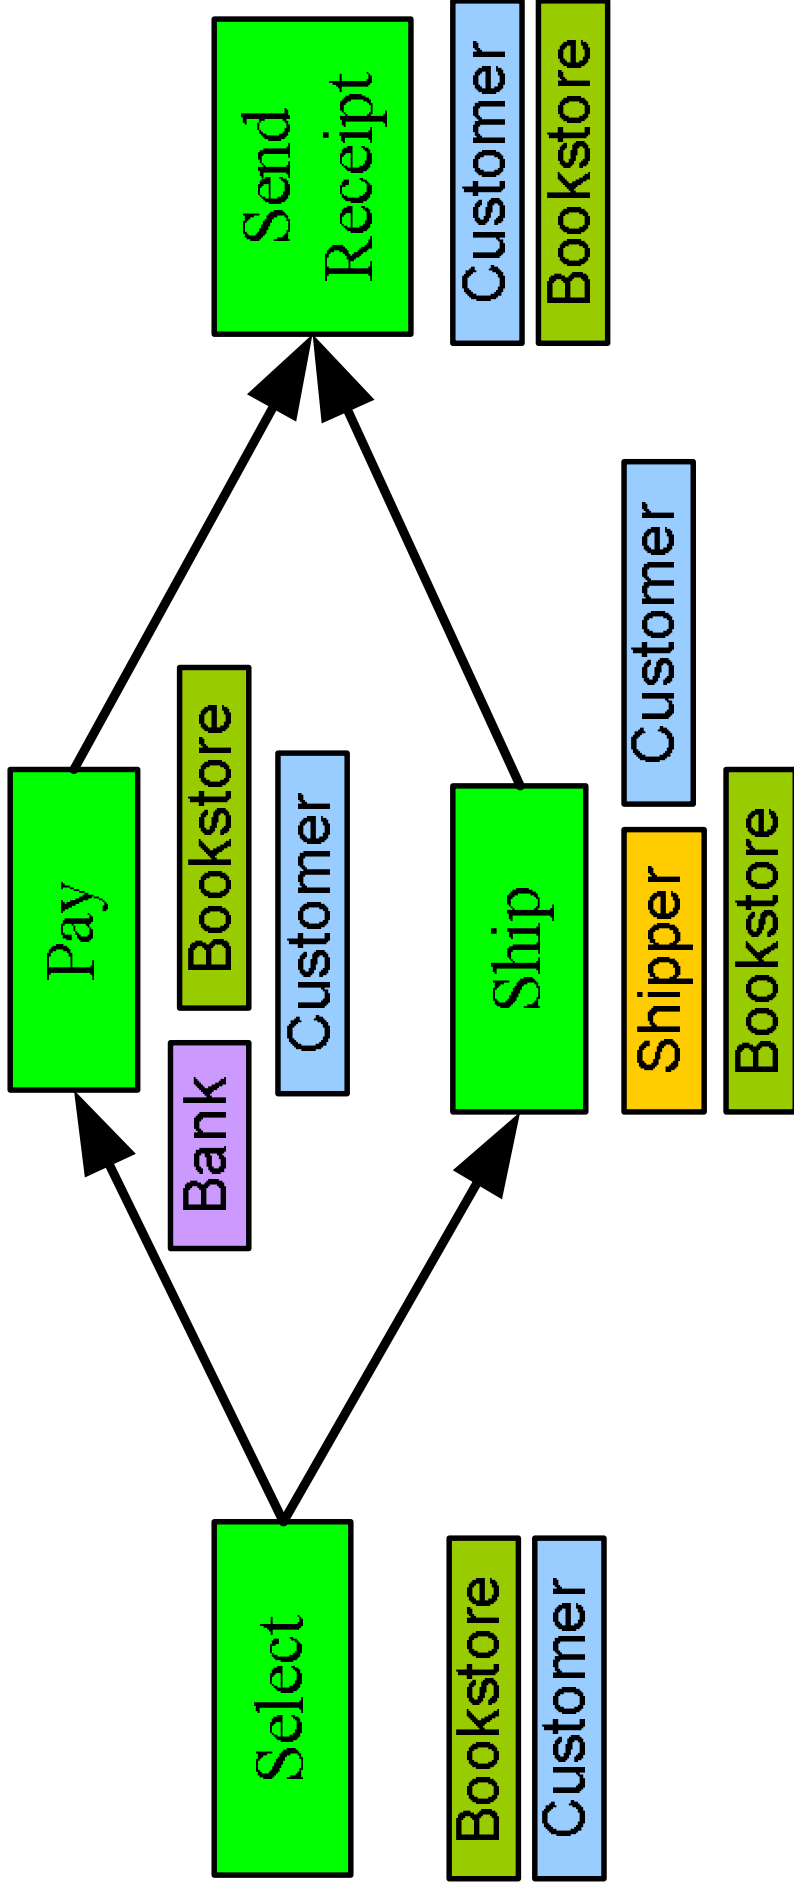 Select
Bookstore
Customer
Pay
Bank
Bookstore
Customer
Ship
Shipper
Customer
Bookstore
Send
Receipt
Customer
Bookstore